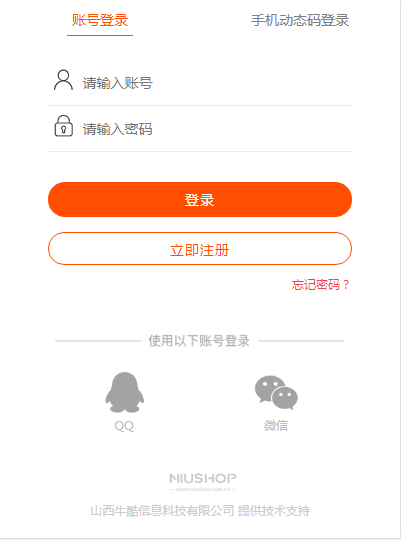 账号登录 手机动态码登录
请输入账号
请输入密码
登录
立即注册
忘记密码？
使用以下账号登录
QQ 微信
NIUSHOP
www.niushop.com.cn
山西牛酷信息科技有限公司 提供技术支持